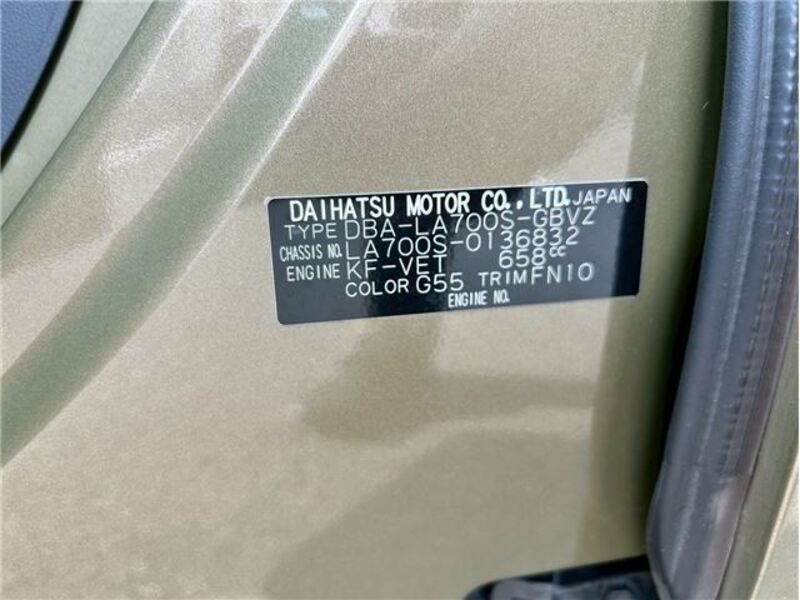 DAIHATSU MOTOR CO., LTD. JAPAN
TYPE DBA-LA700S-GBVZ
CHASSIS NO. LA700S-0136832
ENGINE KF-VET 658cc
COLOR G55 TRIM FN10
ENGINE NO.